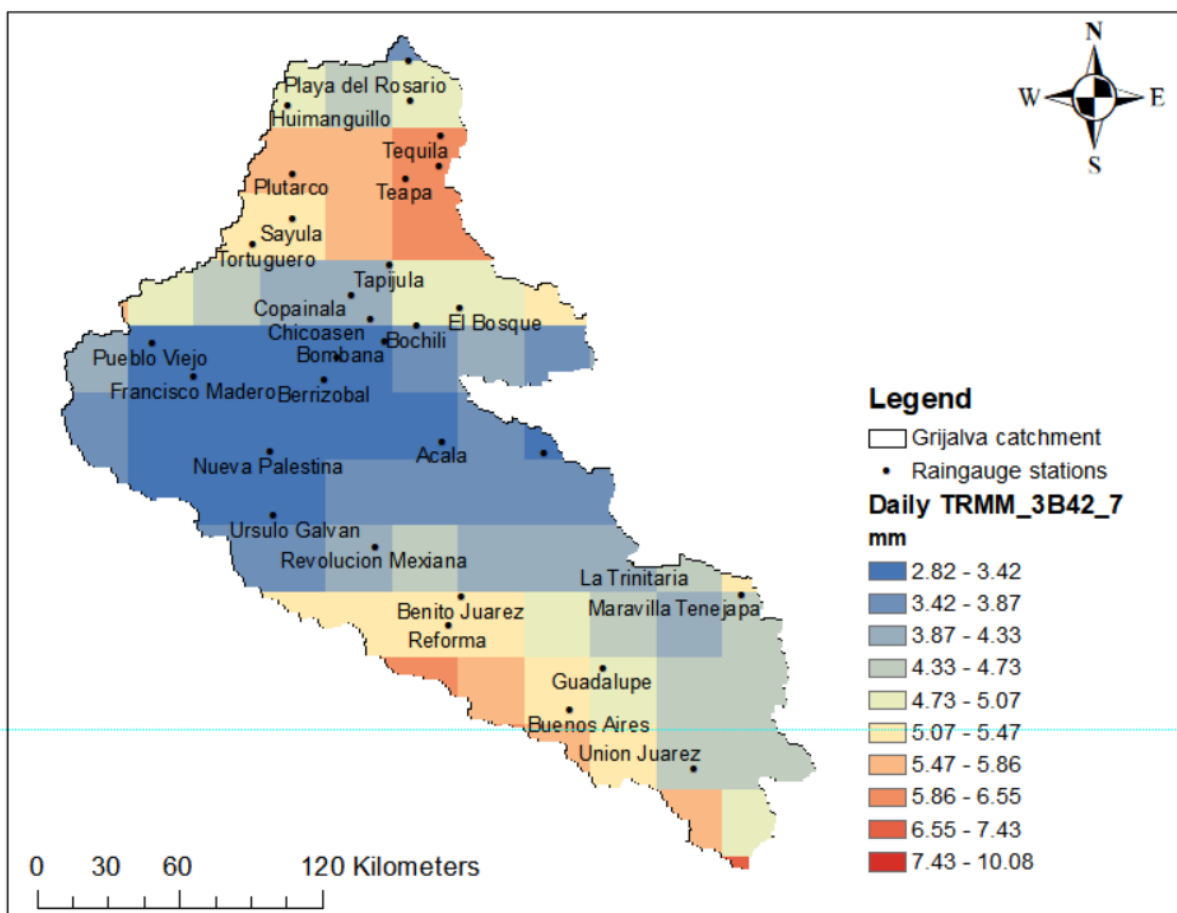 N
W E
S
Playa del Rosario
Huimanguillo
Tequila
Plutarco
Teapa
Sayula
Tortuguero
Tapijula
Copainala
El Bosque
Chicoasen
Bochili
Pueblo Viejo
Bombana
Francisco Madero
Berrizobal
Acala
Nueva Palestina
Ursulo Galvan
Revolucion Mexiana
La Trinitaria
Benito Juarez
Maravilla Tenejapa
Reforma
Guadalupe
Buenos Aires
Union Juarez
Legend
Grijalva catchment
Raingauge stations
Daily TRMM_3B42_7
mm
2.82 - 3.42
3.42 - 3.87
3.87 - 4.33
4.33 - 4.73
4.73 - 5.07
5.07 - 5.47
5.47 - 5.86
5.86 - 6.55
6.55 - 7.43
7.43 - 10.08
0 30 60 120 Kilometers